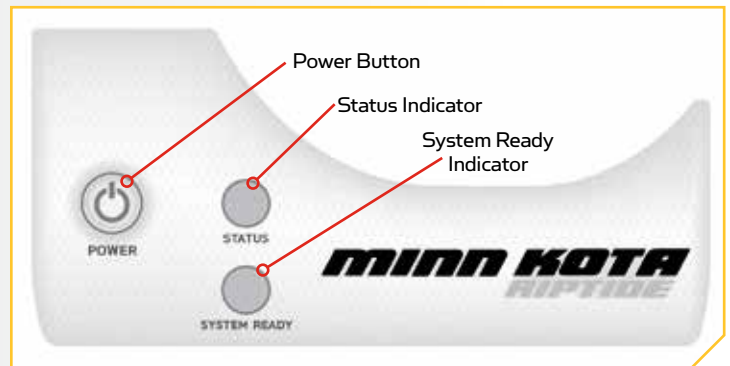 Power Button
Status Indicator
System Ready
Indicator
POWER
STATUS
MINN KOTA
RIPTIDE
SYSTEM READY